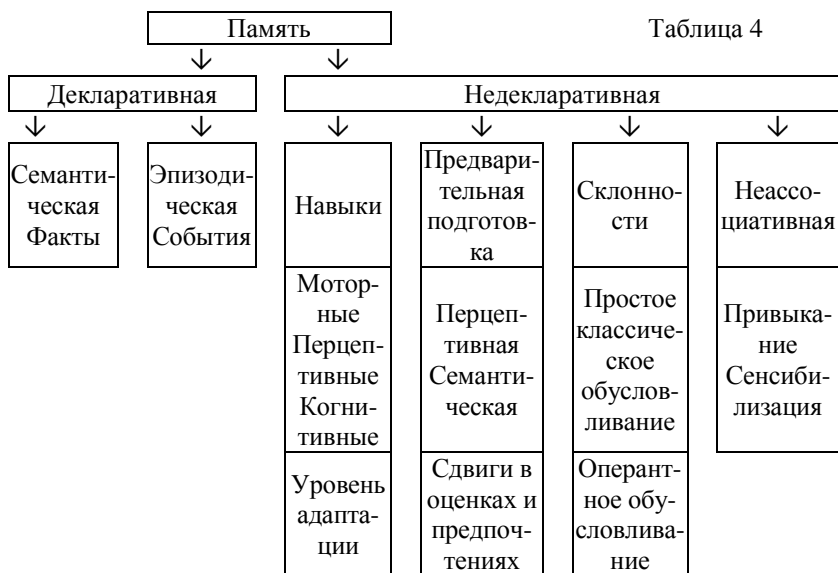 Память
Таблица 4
Декларативная
Недекларативная
Семанти-
ческая
Факты
Эпизоди-
ческая
События
Навыки
Предвари-
тельная
подготов-
ка
Склонно-
сти
Неассо-
циативная
Мотор-
ные
Перцеп-
тивные
Когни-
тивные
Перцеп-
тивная
Семанти-
ческая
Простое
классиче-
ское
обуслов-
ливание
Привыка-
ние
Сенсиби-
лизация
Уровень
адапта-
ции
Сдвиги в
оценках и
предпоч-
тениях
Оперант-
ное обу-
словлива-
ние